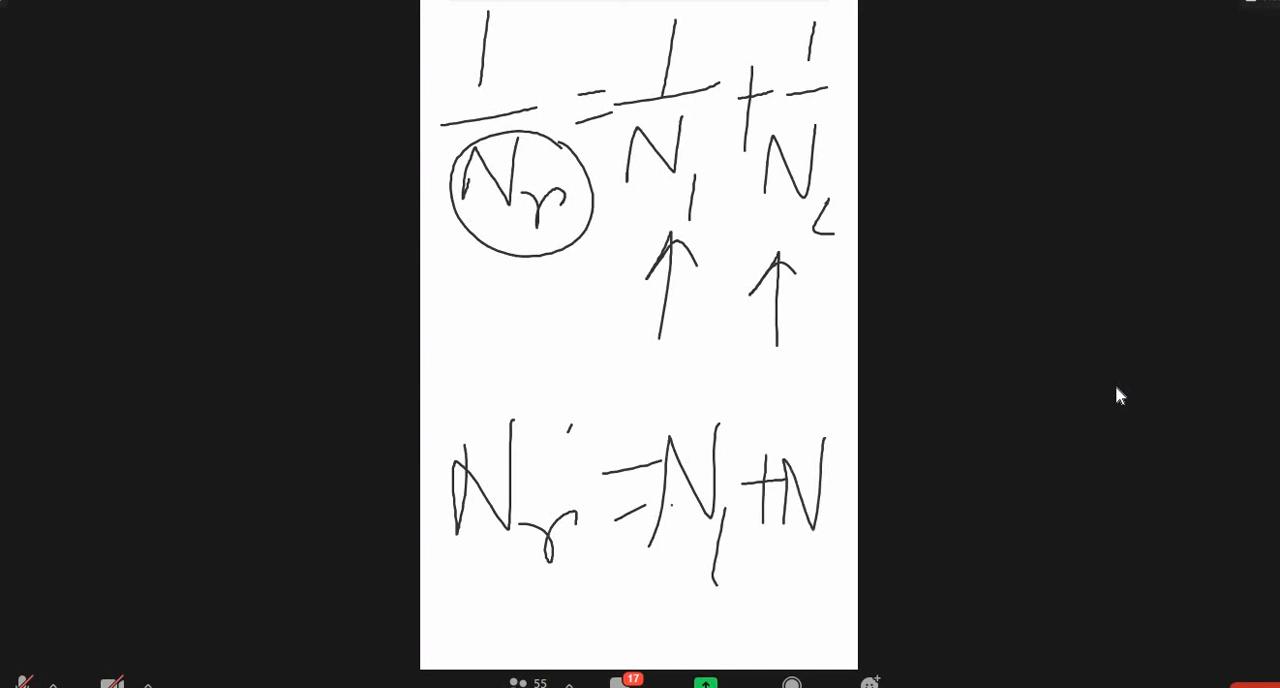 1/Nr = 1/N1 + 1/N2
Nr = N1 + N
55
17